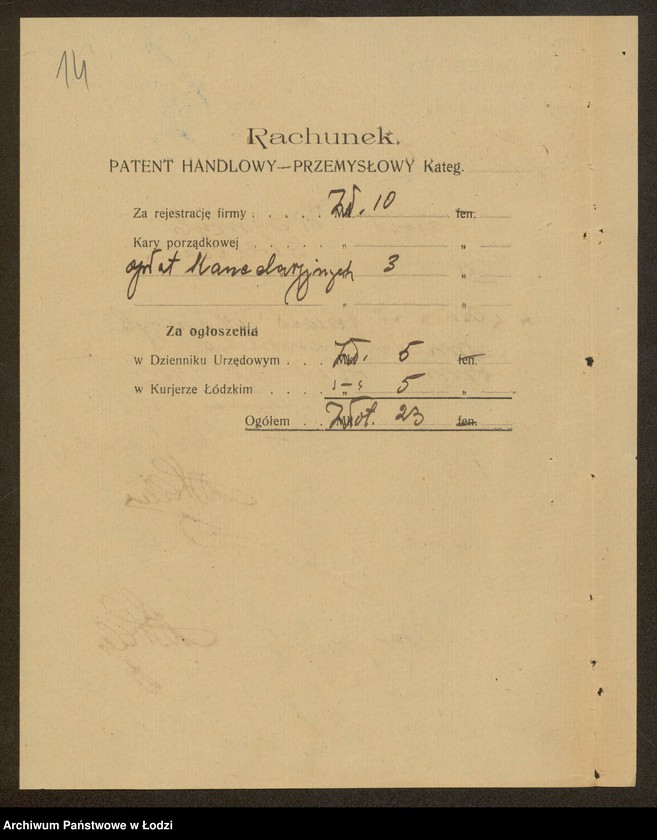 14
Rachunek.
PATENT HANDLOWY—PRZEMYSŁOWY Kateg.
Za rejestrację firmy . . . . . Zł. 10 fen.
Kary porządkowej . . . . . „ „
opłat Kancelaryjnych „ 3 „
„ „
Za ogłoszenia
w Dzienniku Urzędowym . . . Zł. 5 fen.
w Kurjerze Łódzkim . . . „ — „ 5 „
Ogółem . . Złot. 23 fen.
Archiwum Państwowe w Łodzi